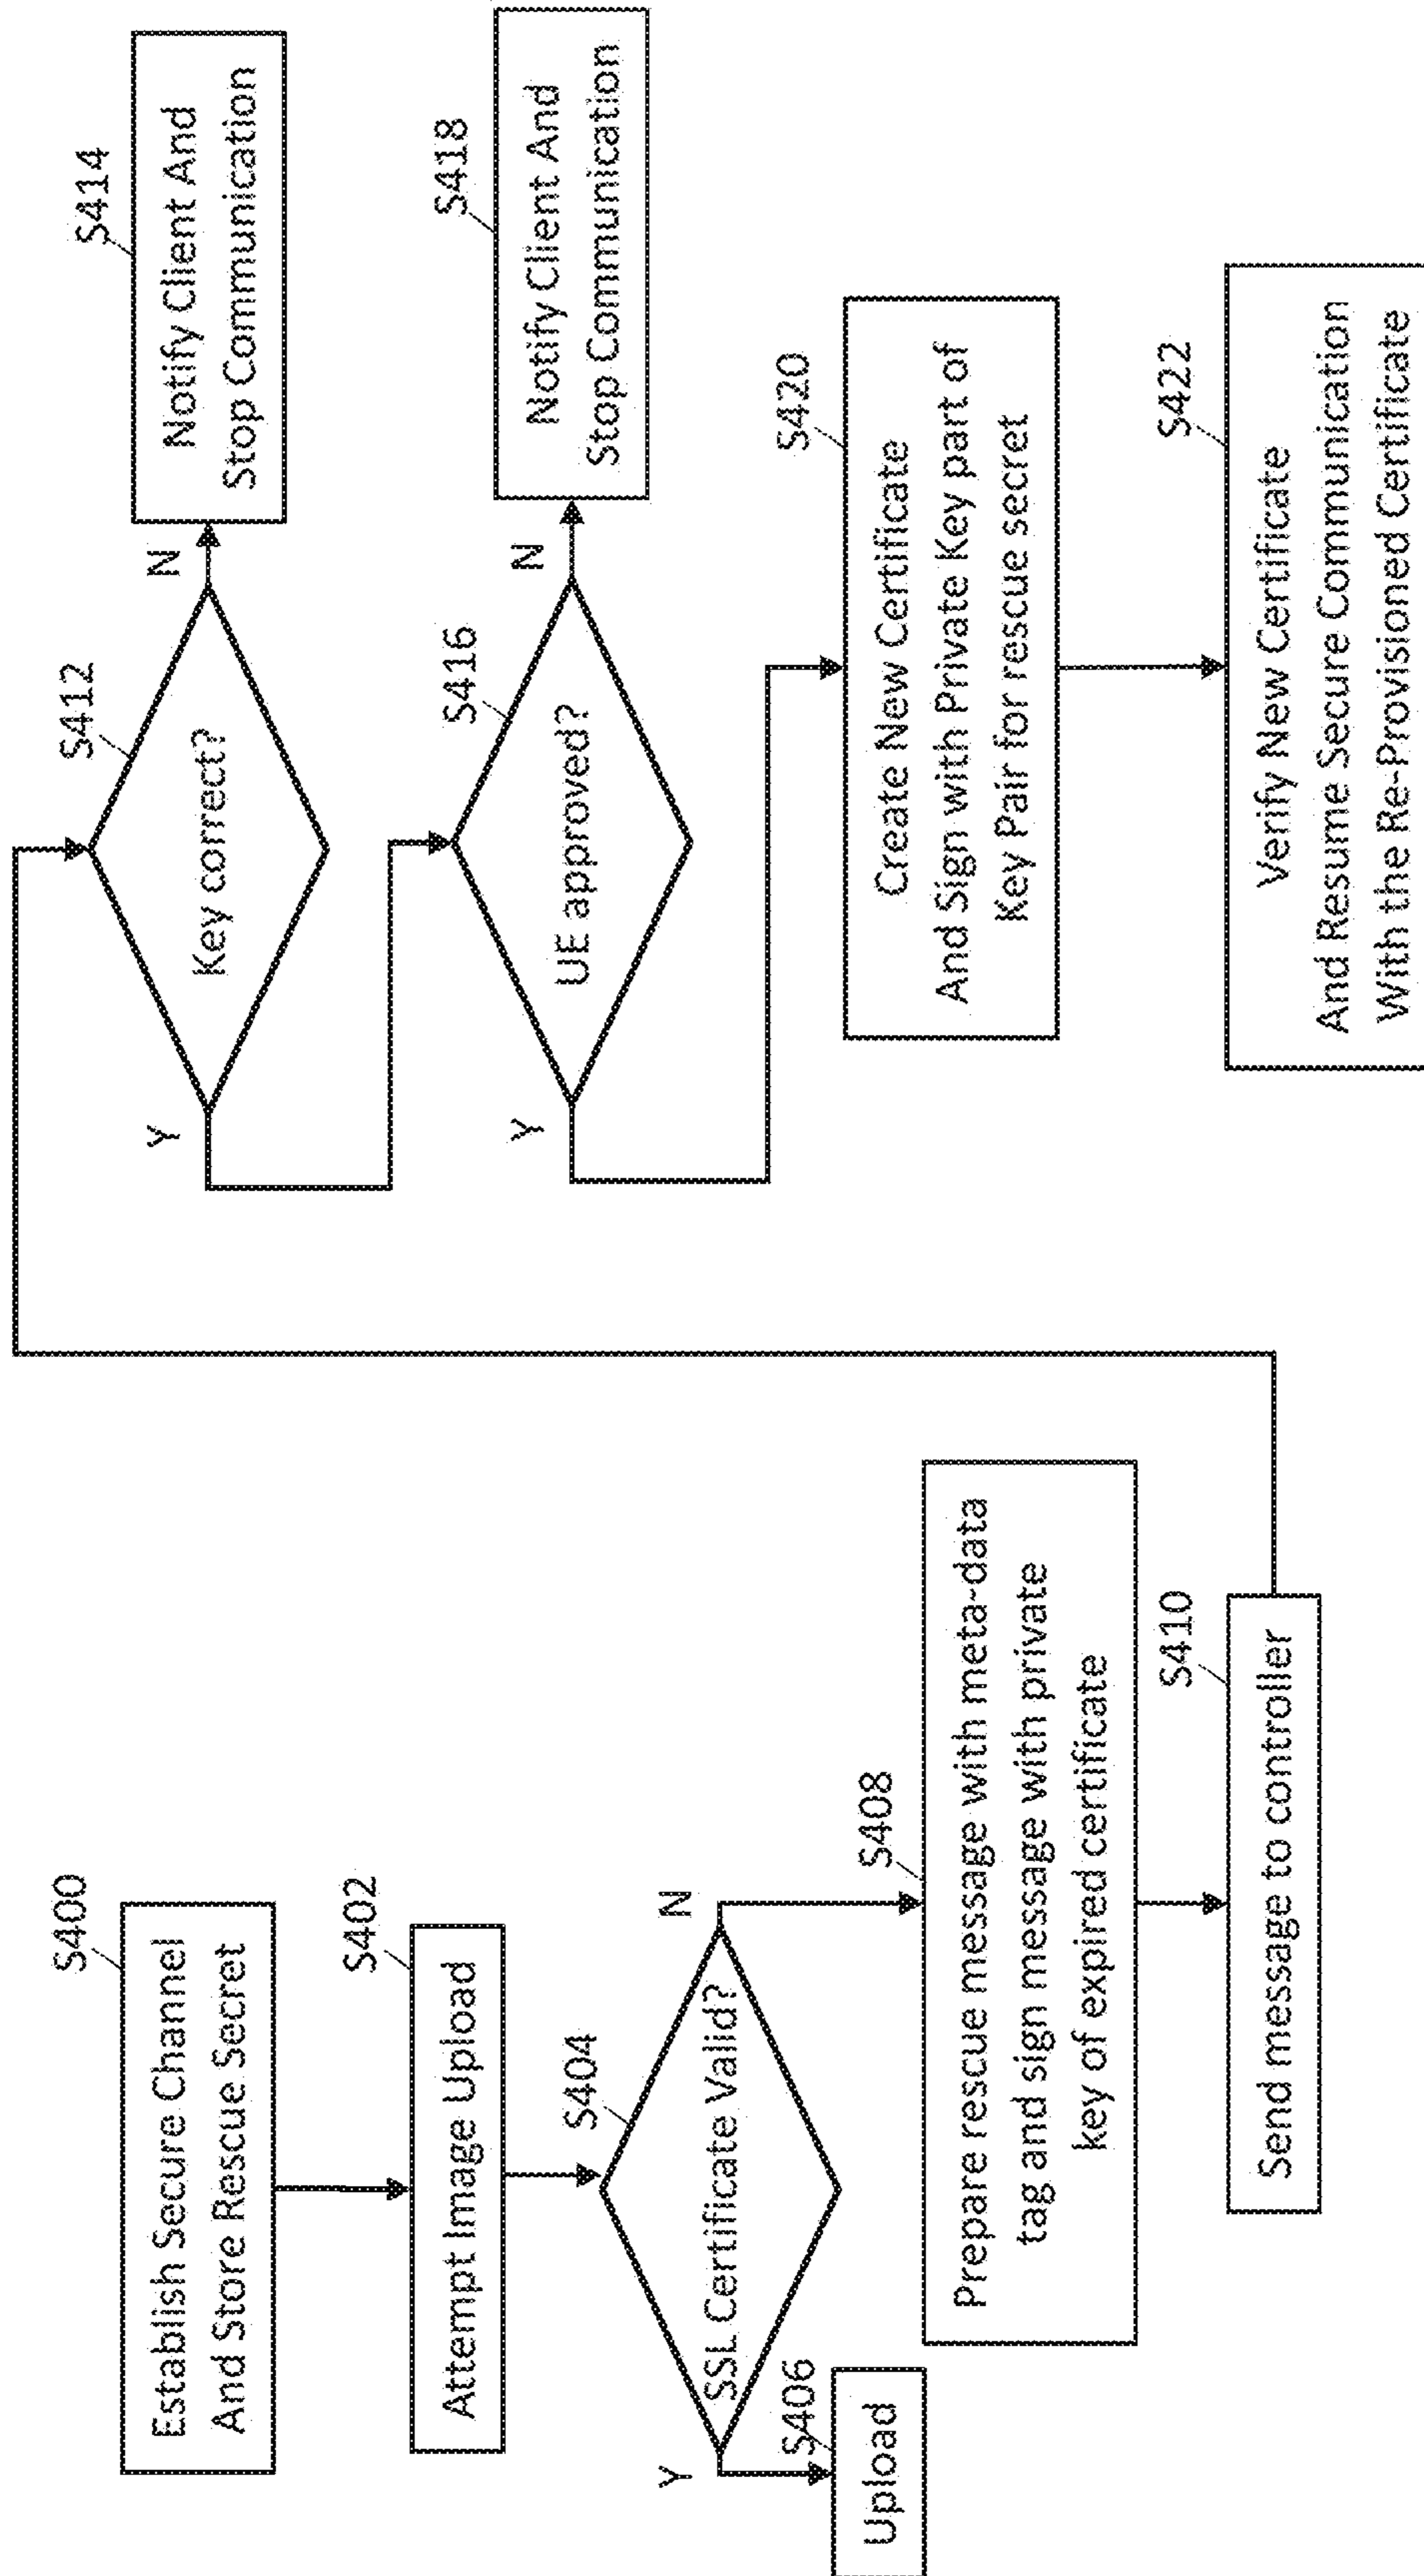 S400
Establish Secure Channel
And Store Rescue Secret
S402
Attempt Image Upload
S404
SSL Certificate Valid?
Y
N
S406
Upload
S408
Prepare rescue message with meta-data
tag and sign message with private
key of expired certificate
S410
Send message to controller
S412
Key correct?
Y
N
S414
Notify Client And
Stop Communication
S416
UE approved?
Y
N
S418
Notify Client And
Stop Communication
S420
Create New Certificate
And Sign with Private Key part of
Key Pair for rescue secret
S422
Verify New Certificate
And Resume Secure Communication
With the Re-Provisioned Certificate